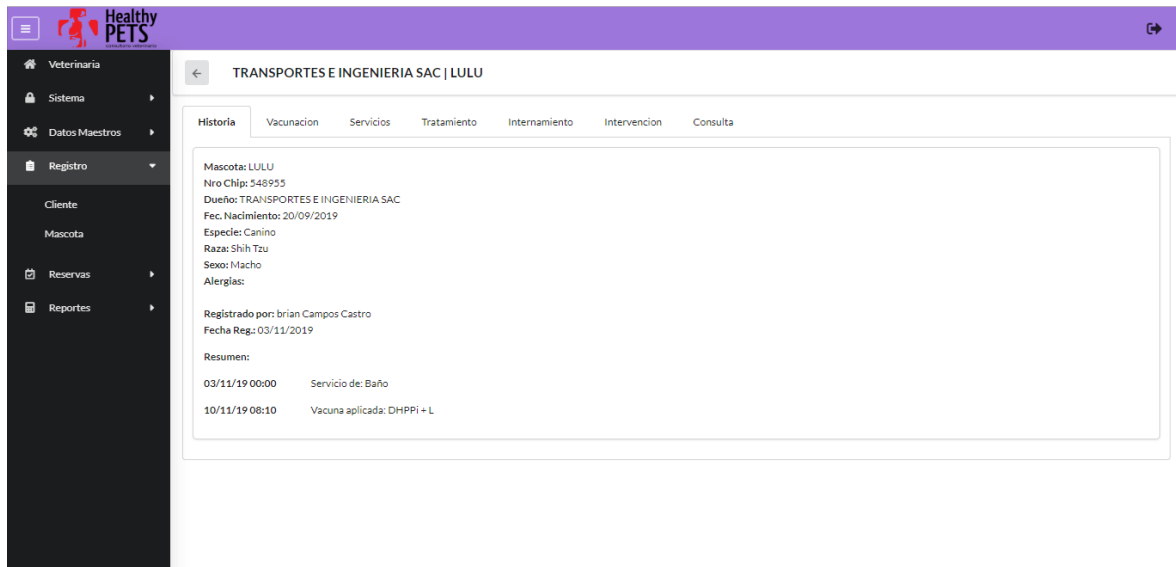 Healthy
PETS
consultorio veterinario
Veterinaria
Sistema
Datos Maestros
Registro
Cliente
Mascota
Reservas
Reportes
TRANSPORTES E INGENIERIA SAC | LULU
Historia Vacunacion Servicios Tratamiento Internamiento Intervencion Consulta
Mascota: LULU
Nro Chip: 548955
Dueño: TRANSPORTES E INGENIERIA SAC
Fec. Nacimiento: 20/09/2019
Especie: Canino
Raza: Shih Tzu
Sexo: Macho
Alergias:
Registrado por: brian Campos Castro
Fecha Reg.: 03/11/2019
Resumen:
03/11/19 00:00 Servicio de: Baño
10/11/19 08:10 Vacuna aplicada: DHPPi + L